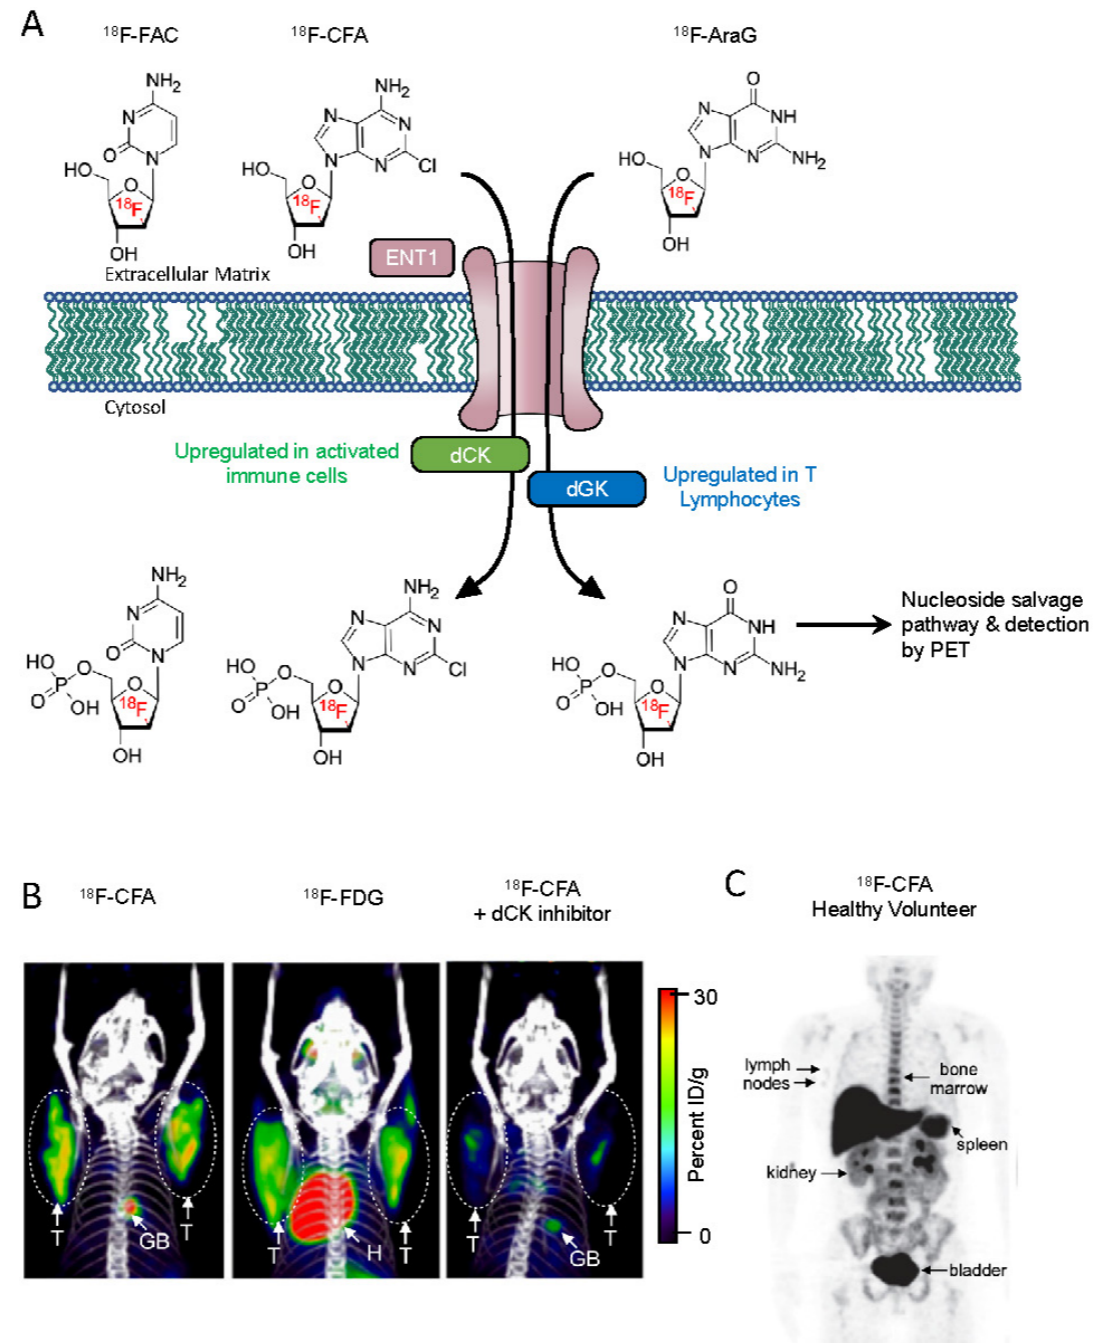 A
18F-FAC
18F-CFA
18F-AraG
NH2
N
O
N
HO
O
18F
OH
NH2
N
N
N
N
Cl
HO
O
18F
OH
O
N
NH
N
N
NH2
HO
O
18F
OH
ENT1
Extracellular Matrix
Cytosol
Upregulated in activated
immune cells
dCK
dGK
Upregulated in T
Lymphocytes
NH2
N
O
N
HO
O
P
O
OH
O
18F
OH
NH2
N
N
N
N
Cl
HO
O
P
O
OH
O
18F
OH
O
N
NH
N
N
NH2
HO
O
P
O
OH
O
18F
OH
Nucleoside salvage
pathway & detection
by PET
B
18F-CFA
18F-FDG
18F-CFA
+ dCK inhibitor
T
GB
T
T
H
T
T
GB
T
30
Percent ID/g
0
C
18F-CFA
Healthy Volunteer
lymph
nodes
bone
marrow
spleen
kidney
bladder